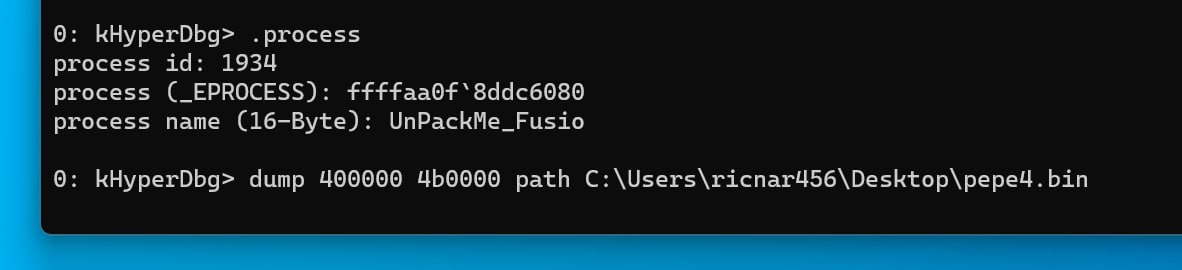 0: kHyperDbg> .process
process id: 1934
process (_EPROCESS): ffffaa0f`8ddc6080
process name (16-Byte): UnPackMe_Fusio
0: kHyperDbg> dump 400000 4b0000 path C:\Users\ricnar456\Desktop\pepe4.bin